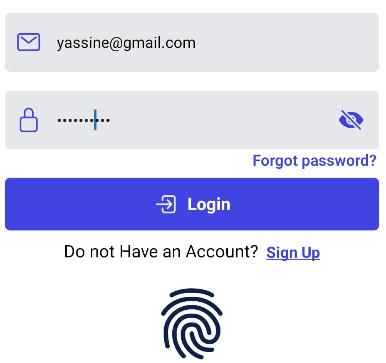 yassine@gmail.com
••••••••••
Forgot password?
Login
Do not Have an Account? Sign Up